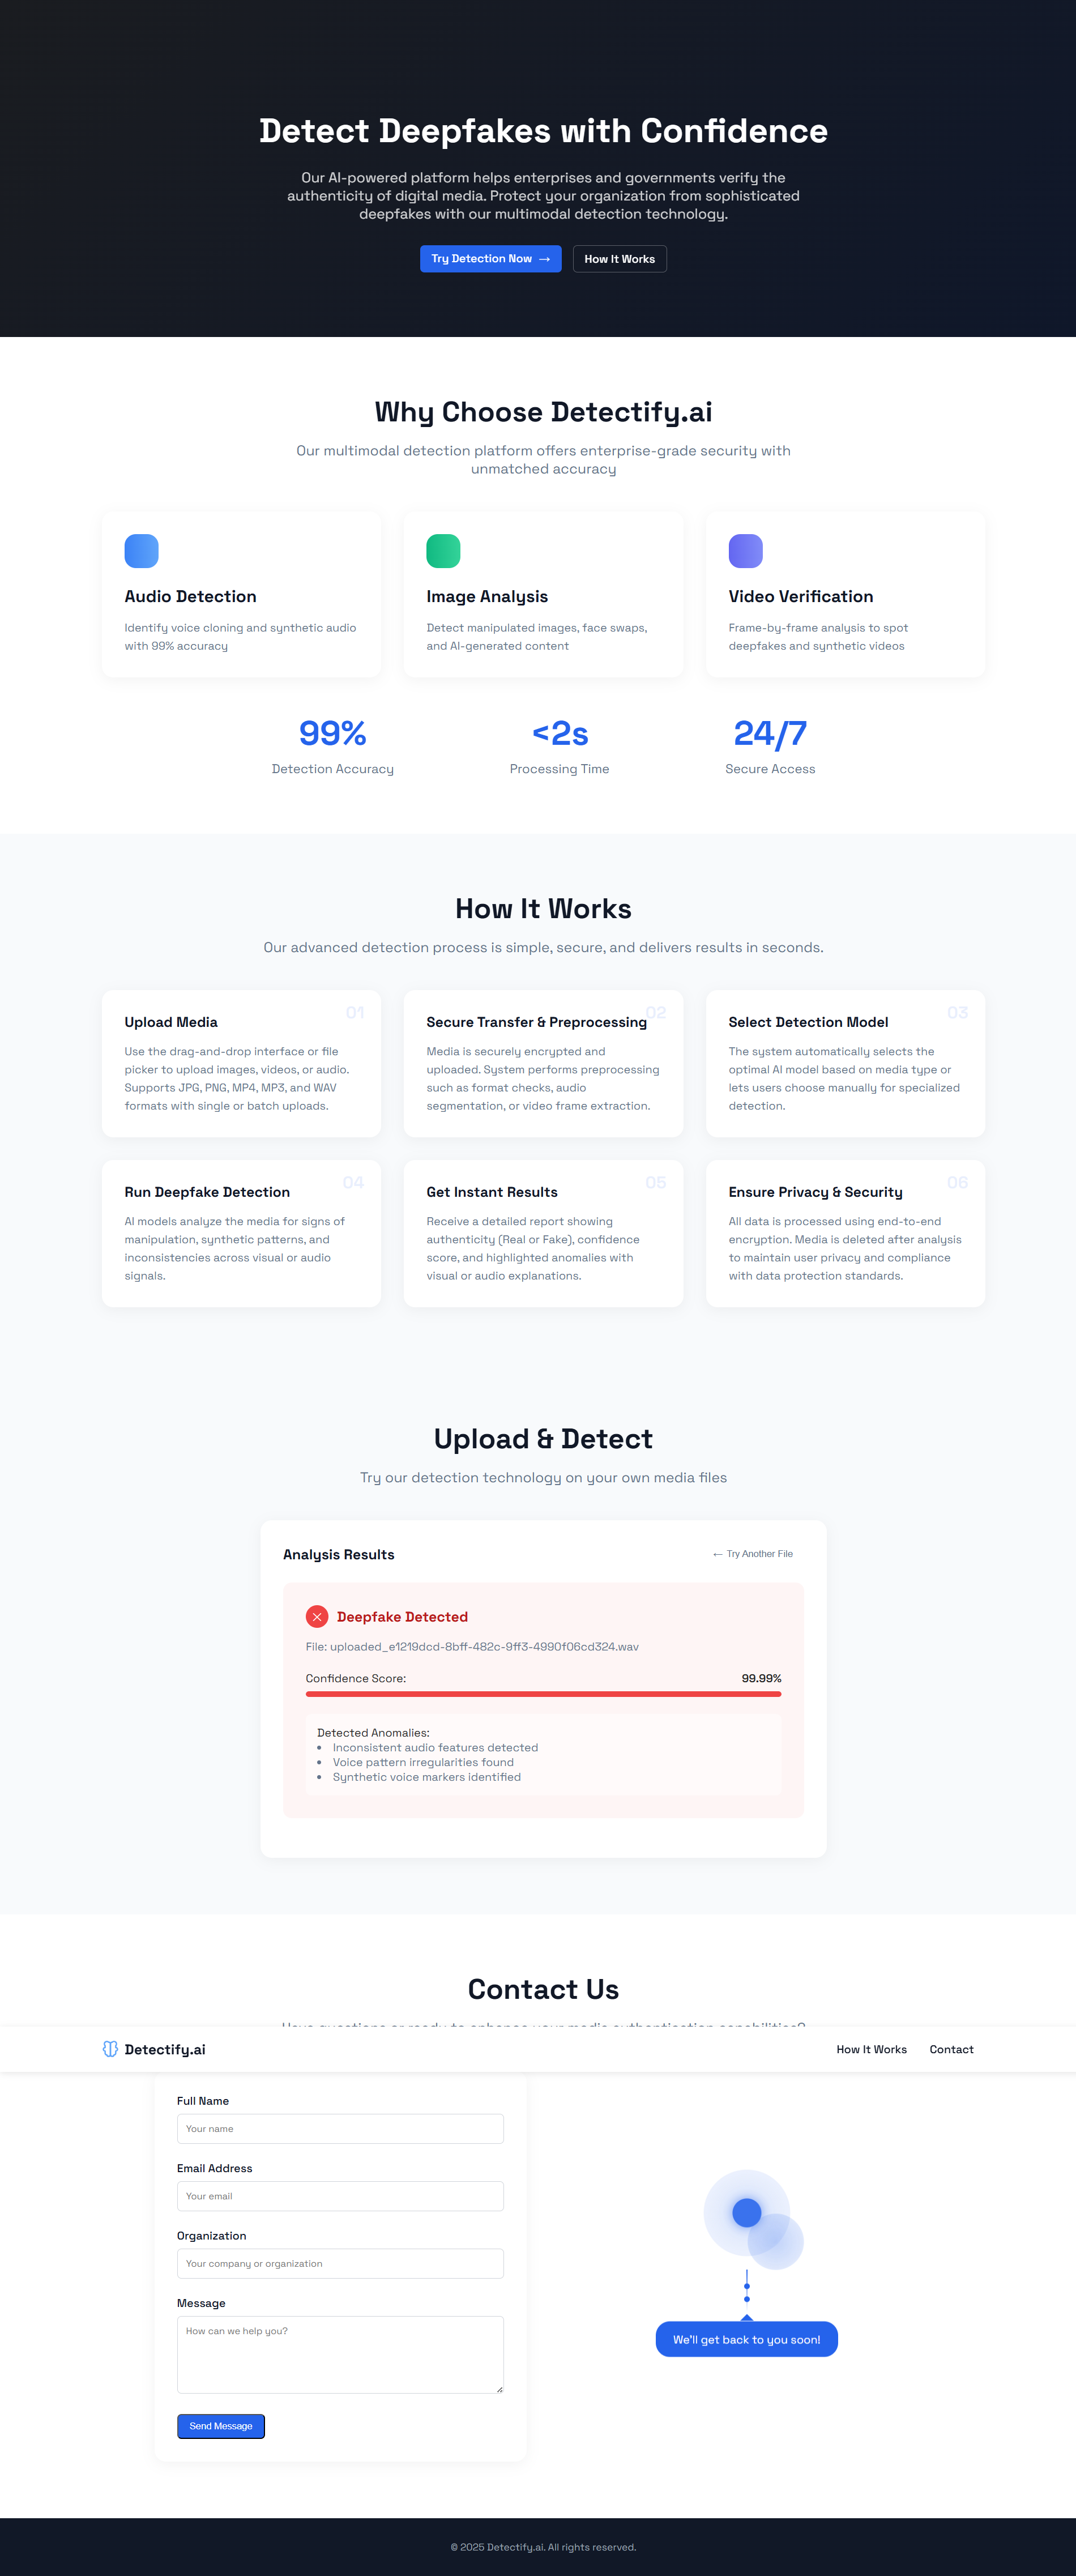 Detect Deepfakes with Confidence
Our AI-powered platform helps enterprises and governments verify the
authenticity of digital media. Protect your organization from sophisticated
deepfakes with our multimodal detection technology.
Try Detection Now →
How It Works
Why Choose Detectify.ai
Our multimodal detection platform offers enterprise-grade security with
unmatched accuracy
Audio Detection
Identify voice cloning and synthetic audio
with 99% accuracy
Image Analysis
Detect manipulated images, face swaps,
and AI-generated content
Video Verification
Frame-by-frame analysis to spot
deepfakes and synthetic videos
99%
Detection Accuracy
<2s
Processing Time
24/7
Secure Access
How It Works
Our advanced detection process is simple, secure, and delivers results in seconds.
01
Upload Media
Use the drag-and-drop interface or file
picker to upload images, videos, or audio.
Supports JPG, PNG, MP4, MP3, and WAV
formats with single or batch uploads.
02
Secure Transfer & Preprocessing
Media is securely encrypted and
uploaded. System performs preprocessing
such as format checks, audio
segmentation, or video frame extraction.
03
Select Detection Model
The system automatically selects the
optimal AI model based on media type or
lets users choose manually for specialized
detection.
04
Run Deepfake Detection
AI models analyze the media for signs of
manipulation, synthetic patterns, and
inconsistencies across visual or audio
signals.
05
Get Instant Results
Receive a detailed report showing
authenticity (Real or Fake), confidence
score, and highlighted anomalies with
visual or audio explanations.
06
Ensure Privacy & Security
All data is processed using end-to-end
encryption. Media is deleted after analysis
to maintain user privacy and compliance
with data protection standards.
Upload & Detect
Try our detection technology on your own media files
Analysis Results
← Try Another File
Deepfake Detected
File: uploaded_e1219dcd-8bff-482c-9ff3-4990f06cd324.wav
Confidence Score:
99.99%
Detected Anomalies:
• Inconsistent audio features detected
• Voice pattern irregularities found
• Synthetic voice markers identified
Contact Us
Have questions or ready to enhance your media authentication capabilities?
Detectify.ai
How It Works
Contact
Full Name
Your name
Email Address
Your email
Organization
Your company or organization
Message
How can we help you?
Send Message
We'll get back to you soon!
© 2025 Detectify.ai. All rights reserved.